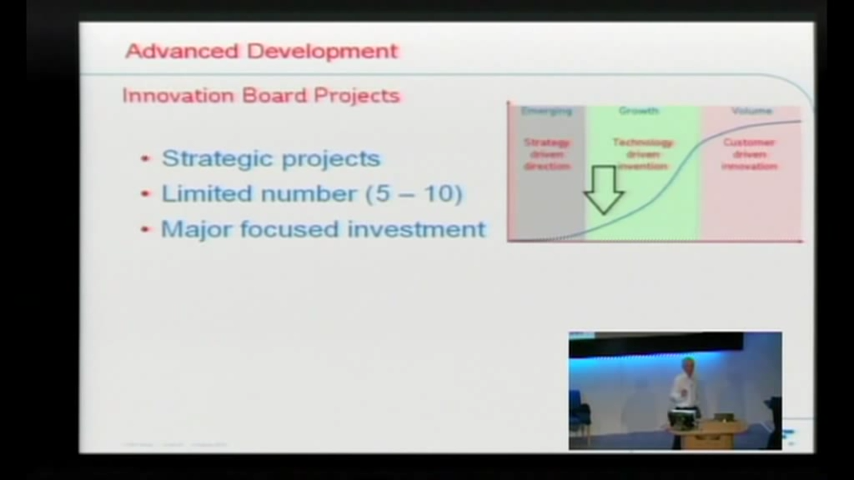 Advanced Development
Innovation Board Projects
• Strategic projects
• Limited number (5 – 10)
• Major focused investment
Emerging
Growth
Volume
Strategy
driven
direction
Technology
driven
invention
Customer
driven
innovation